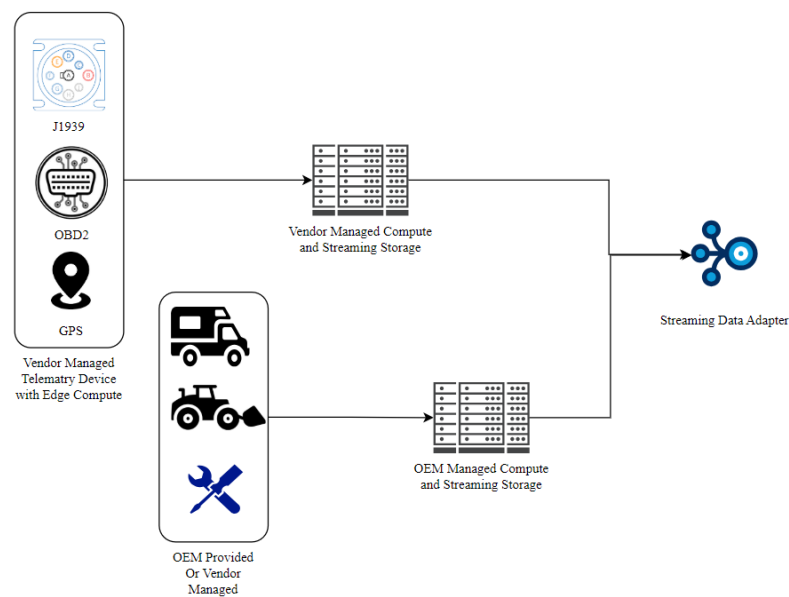 J1939
OBD2
GPS
Vendor Managed
Telematry Device
with Edge Compute
Vendor Managed Compute
and Streaming Storage
Streaming Data Adapter
OEM Managed Compute
and Streaming Storage
OEM Provided
Or Vendor
Managed